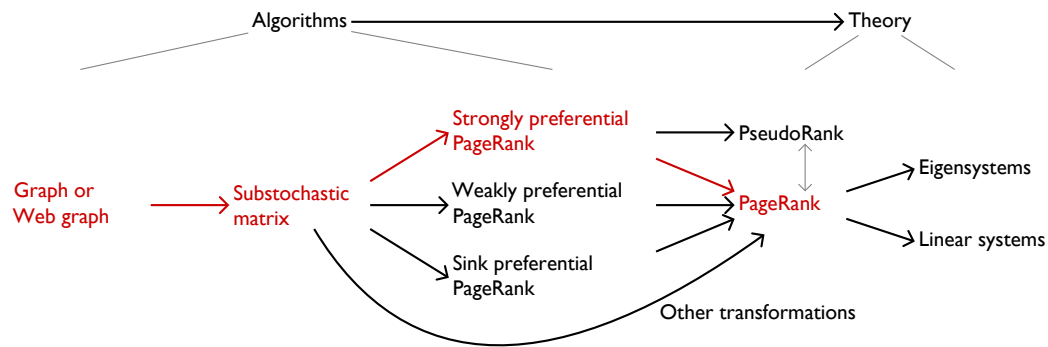 Algorithms
Theory
Strongly preferential
PageRank
PseudoRank
Graph or
Web graph
Substochastic
matrix
Weakly preferential
PageRank
PageRank
Eigensystems
Linear systems
Sink preferential
PageRank
Other transformations